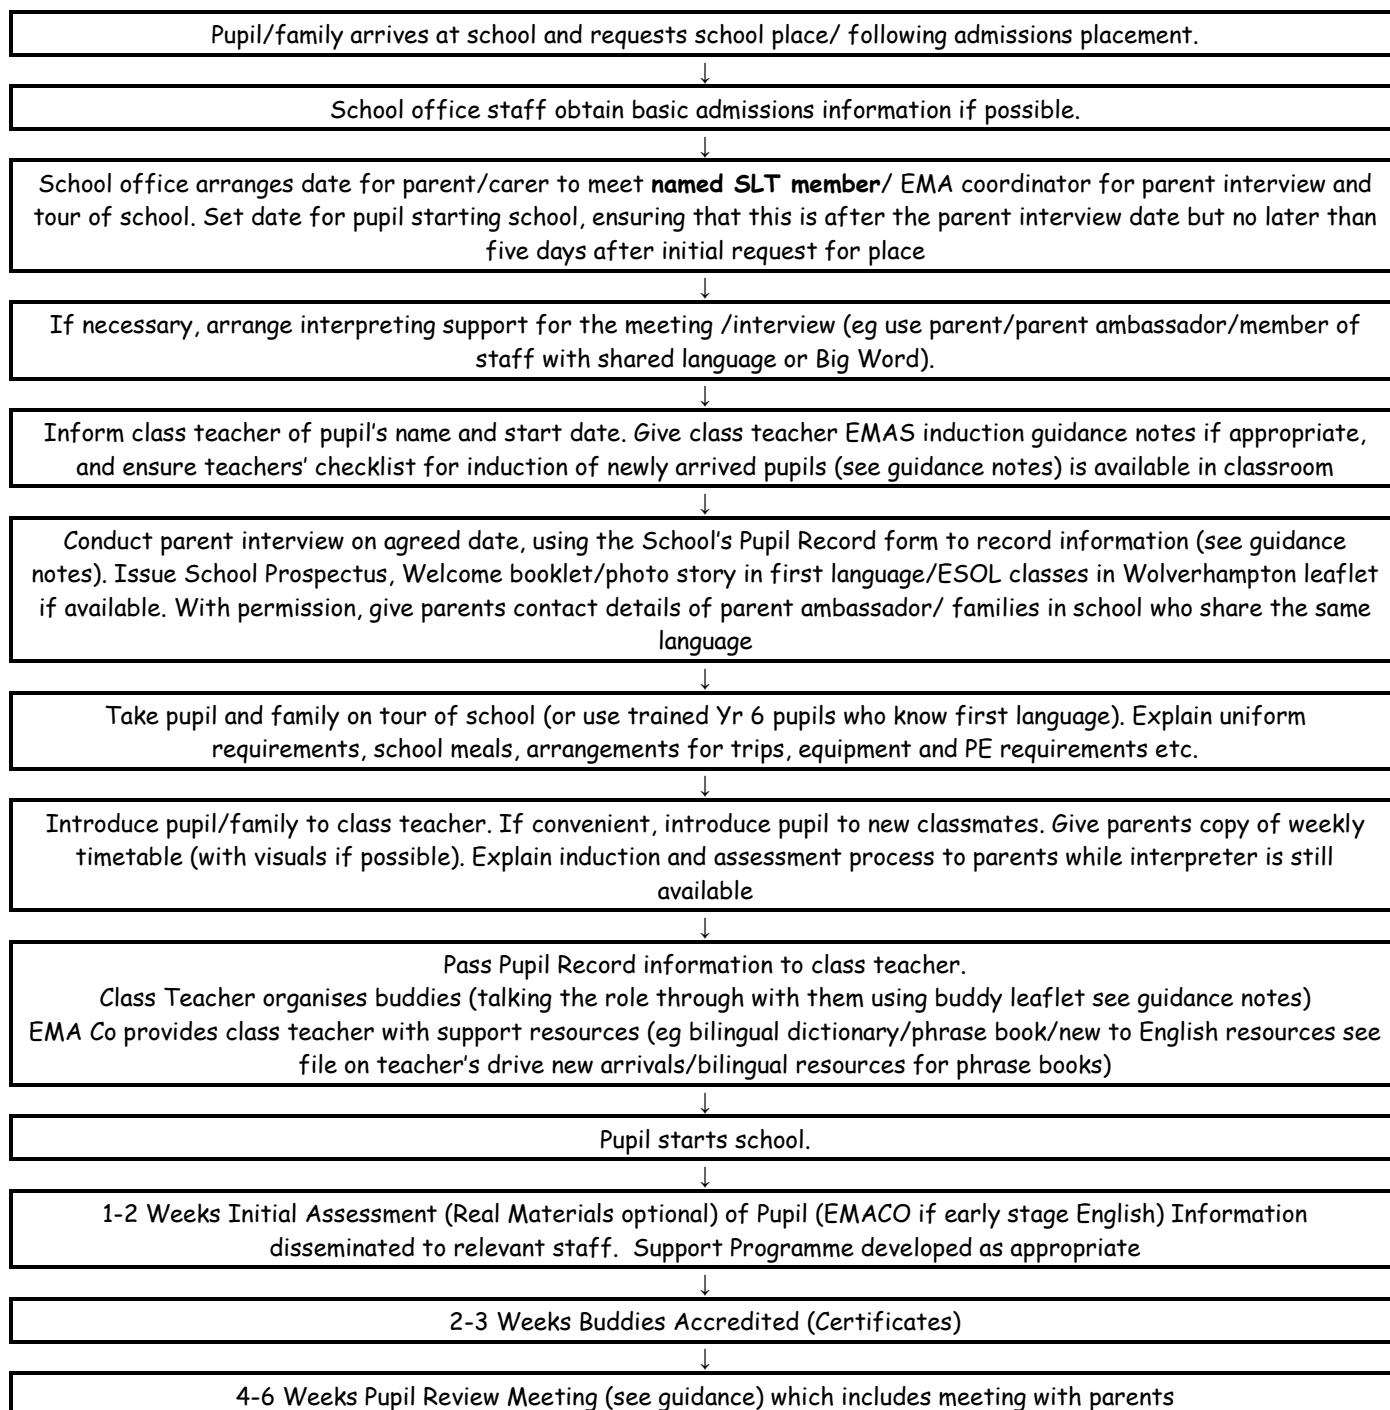 Pupil/family arrives at school and requests school place/ following admissions placement.
↓
School office staff obtain basic admissions information if possible.
↓
School office arranges date for parent/carer to meet named SLT member/ EMA coordinator for parent interview and
tour of school. Set date for pupil starting school, ensuring that this is after the parent interview date but no later than
five days after initial request for place
↓
If necessary, arrange interpreting support for the meeting /interview (eg use parent/parent ambassador/member of
staff with shared language or Big Word).
↓
Inform class teacher of pupil's name and start date. Give class teacher EMAS induction guidance notes if appropriate,
and ensure teachers' checklist for induction of newly arrived pupils (see guidance notes) is available in classroom
↓
Conduct parent interview on agreed date, using the School's Pupil Record form to record information (see guidance
notes). Issue School Prospectus, Welcome booklet/photo story in first language/ESOL classes in Wolverhampton leaflet
if available. With permission, give parents contact details of parent ambassador/ families in school who share the same
language
↓
Take pupil and family on tour of school (or use trained Yr 6 pupils who know first language). Explain uniform
requirements, school meals, arrangements for trips, equipment and PE requirements etc.
↓
Introduce pupil/family to class teacher. If convenient, introduce pupil to new classmates. Give parents copy of weekly
timetable (with visuals if possible). Explain induction and assessment process to parents while interpreter is still
available
↓
Pass Pupil Record information to class teacher.
Class Teacher organises buddies (talking the role through with them using buddy leaflet see guidance notes)
EMA Co provides class teacher with support resources (eg bilingual dictionary/phrase book/new to English resources see
file on teacher's drive new arrivals/bilingual resources for phrase books)
↓
Pupil starts school.
↓
1-2 Weeks Initial Assessment (Real Materials optional) of Pupil (EMACO if early stage English) Information
disseminated to relevant staff.  Support Programme developed as appropriate
↓
2-3 Weeks Buddies Accredited (Certificates)
↓
4-6 Weeks Pupil Review Meeting (see guidance) which includes meeting with parents